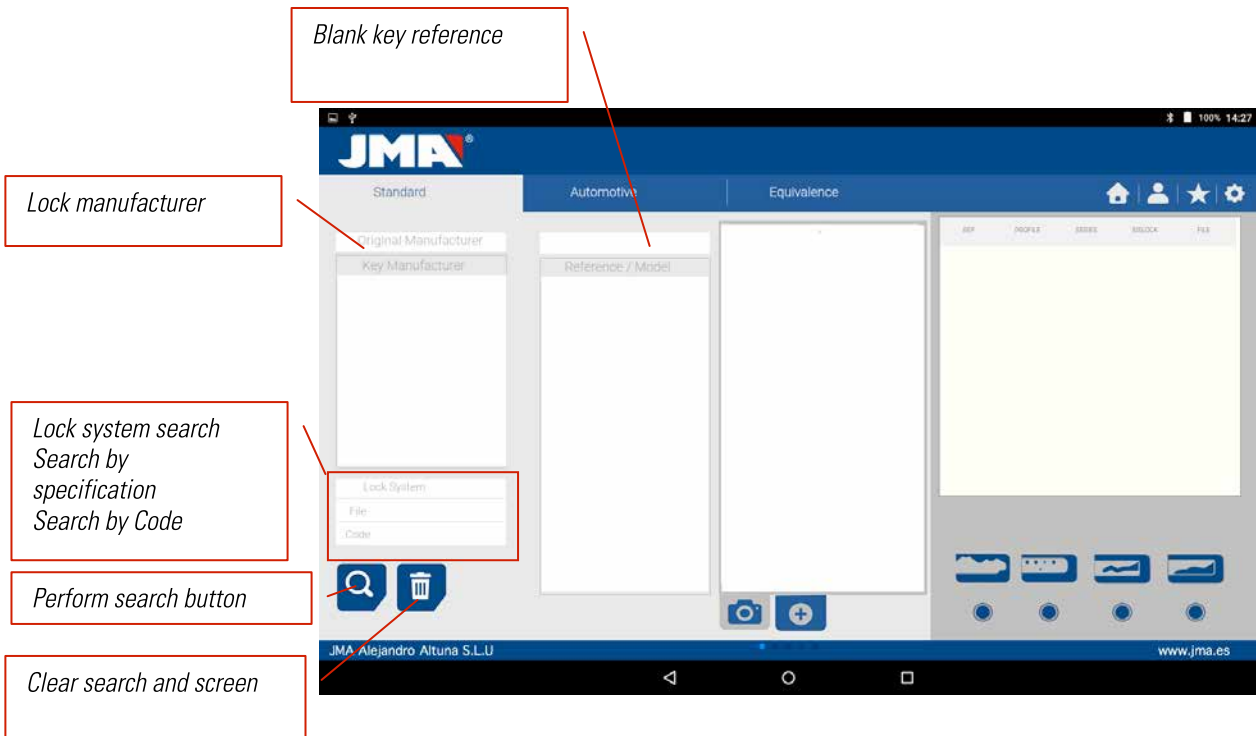 Blank key reference
100% 14:27
JMA®
Lock manufacturer
Standard
Automotive
Equivalence
Original Manufacturer
Key Manufacturer
Reference / Model
REF PROFILE SERIES SIDLOCK FILE
Lock system search
Search by
specification
Search by Code
Lock System
File
Code
Perform search button
Clear search and screen
JMA Alejandro Altuna S.L.U
www.jma.es